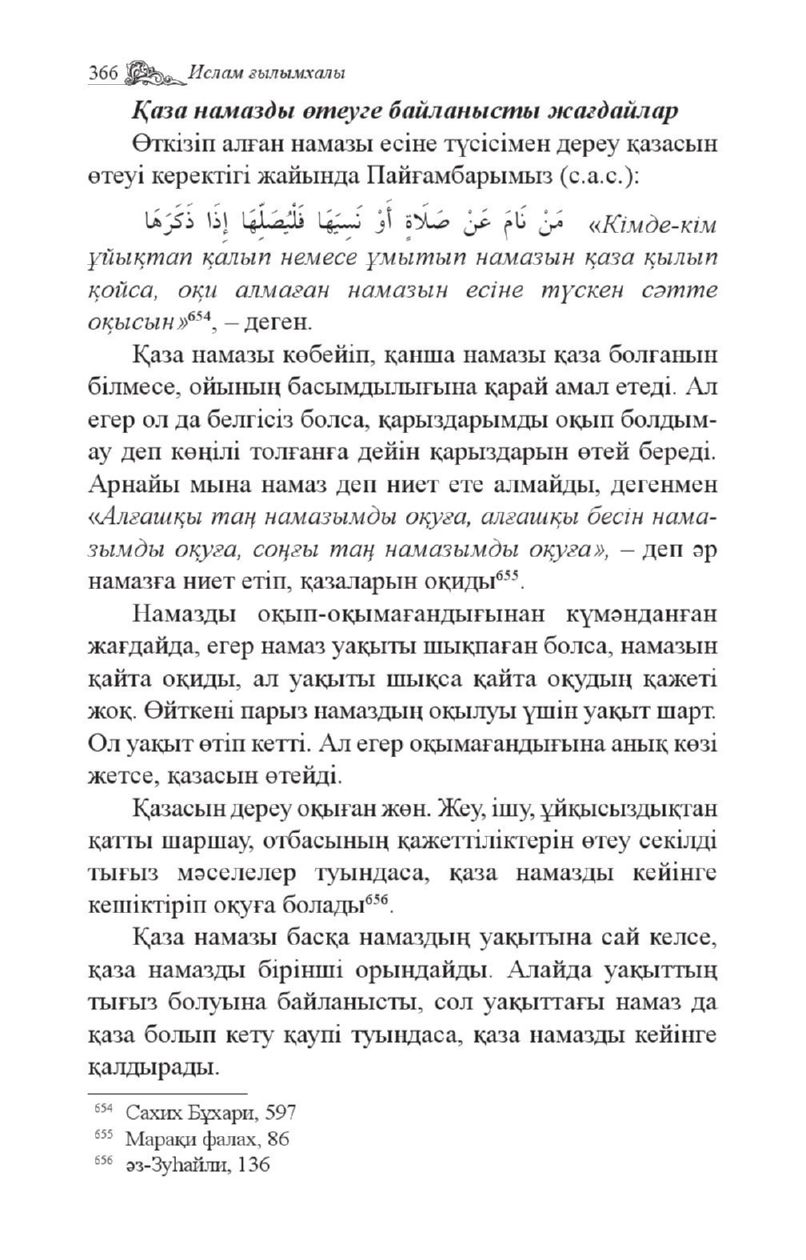 366 Ислам ғылымхалы
Қаза намазды өтеуге байланысты жағдайлар
Өткізіп алған намазы есіне түсісімен дереу қазасын
өтеуі керектігі жайында Пайғамбарымыз (с.а.с.):
مَنْ نَامَ عَنْ صَلَاةٍ أَوْ نَسِيَهَا فَلْيُصَلِّهَا إِذَا ذَكَرَهَا «Кімде-кім
ұйықтап қалып немесе ұмытып намазын қаза қылып
қойса, оқи алмаған намазын есіне түскен сәтте
оқысын»⁶⁵⁴, – деген.
Қаза намазы көбейіп, қанша намазы қаза болғанын
білмесе, ойының басымдылығына қарай амал етеді. Ал
егер ол да белгісіз болса, қарыздарымды оқып болдым-
ау деп көңілі толғанға дейін қарыздарын өтей береді.
Арнайы мына намаз деп ниет ете алмайды, дегенмен
«Алғашқы таң намазымды оқуға, алғашқы бесін нама-
зымды оқуға, соңғы таң намазымды оқуға», – деп әр
намазға ниет етіп, қазаларын оқиды⁶⁵⁵.
Намазды оқып-оқымағандығынан күмәнданған
жағдайда, егер намаз уақыты шықпаған болса, намазын
қайта оқиды, ал уақыты шықса қайта оқудың қажеті
жоқ. Өйткені парыз намаздың оқылуы үшін уақыт шарт.
Ол уақыт өтіп кетті. Ал егер оқымағандығына анық көзі
жетсе, қазасын өтейді.
Қазасын дереу оқыған жөн. Жеу, ішу, ұйқысыздықтан
қатты шаршау, отбасының қажеттіліктерін өтеу секілді
тығыз мәселелер туындаса, қаза намазды кейінге
кешіктіріп оқуға болады⁶⁵⁶.
Қаза намазы басқа намаздың уақытына сай келсе,
қаза намазды бірінші орындайды. Алайда уақыттың
тығыз болуына байланысты, сол уақыттағы намаз да
қаза болып кету қаупі туындаса, қаза намазды кейінге
қалдырады.
⁶⁵⁴ Сахих Бұхари, 597
⁶⁵⁵ Марақи фалах, 86
⁶⁵⁶ әз-Зуһайли, 136